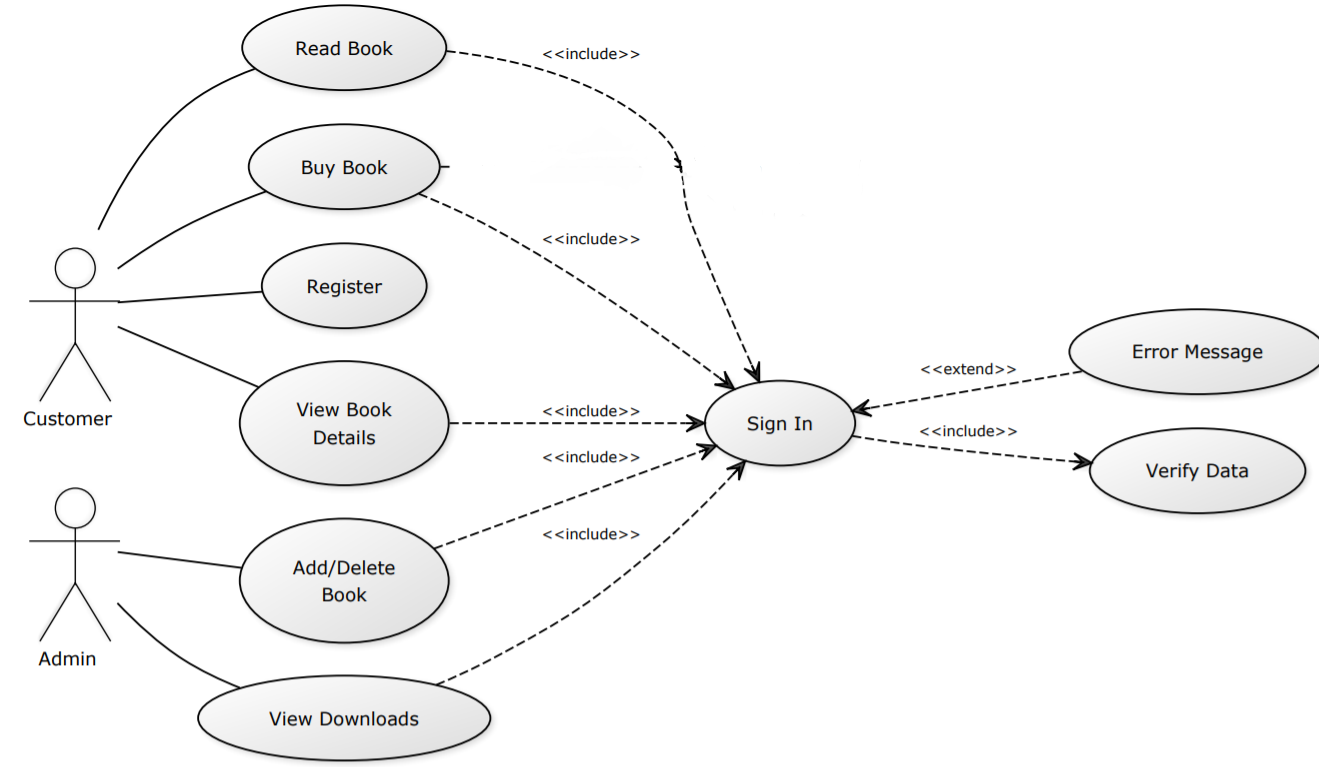 Read Book
<<include>>
Buy Book
<<include>>
Register
Customer
View Book
Details
<<include>>
<<include>>
Sign In
<<extend>>
Error Message
<<include>>
Verify Data
Admin
Add/Delete
Book
<<include>>
View Downloads